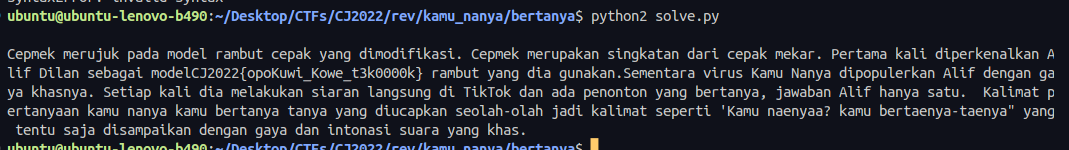 SyntaxError: invalid syntax
ubuntu@ubuntu-lenovo-b490:~/Desktop/CTFs/CJ2022/rev/kamu_nanya/bertanya$ python2 solve.py
Cepmek merujuk pada model rambut cepak yang dimodifikasi. Cepmek merupakan singkatan dari cepak mekar. Pertama kali diperkenalkan A
lif Dilan sebagai modelCJ2022{opoKuwi_Kowe_t3k0000k} rambut yang dia gunakan.Sementara virus Kamu Nanya dipopulerkan Alif dengan ga
ya khasnya. Setiap kali dia melakukan siaran langsung di TikTok dan ada penonton yang bertanya, jawaban Alif hanya satu.  Kalimat p
ertanyaan kamu nanya kamu bertanya tanya yang diucapkan seolah-olah jadi kalimat seperti 'Kamu naenyaa? kamu bertaenya-taenya" yang
 tentu saja disampaikan dengan gaya dan intonasi suara yang khas.
ubuntu@ubuntu-lenovo-b490:~/Desktop/CTFs/CJ2022/rev/kamu_nanya/bertanya$